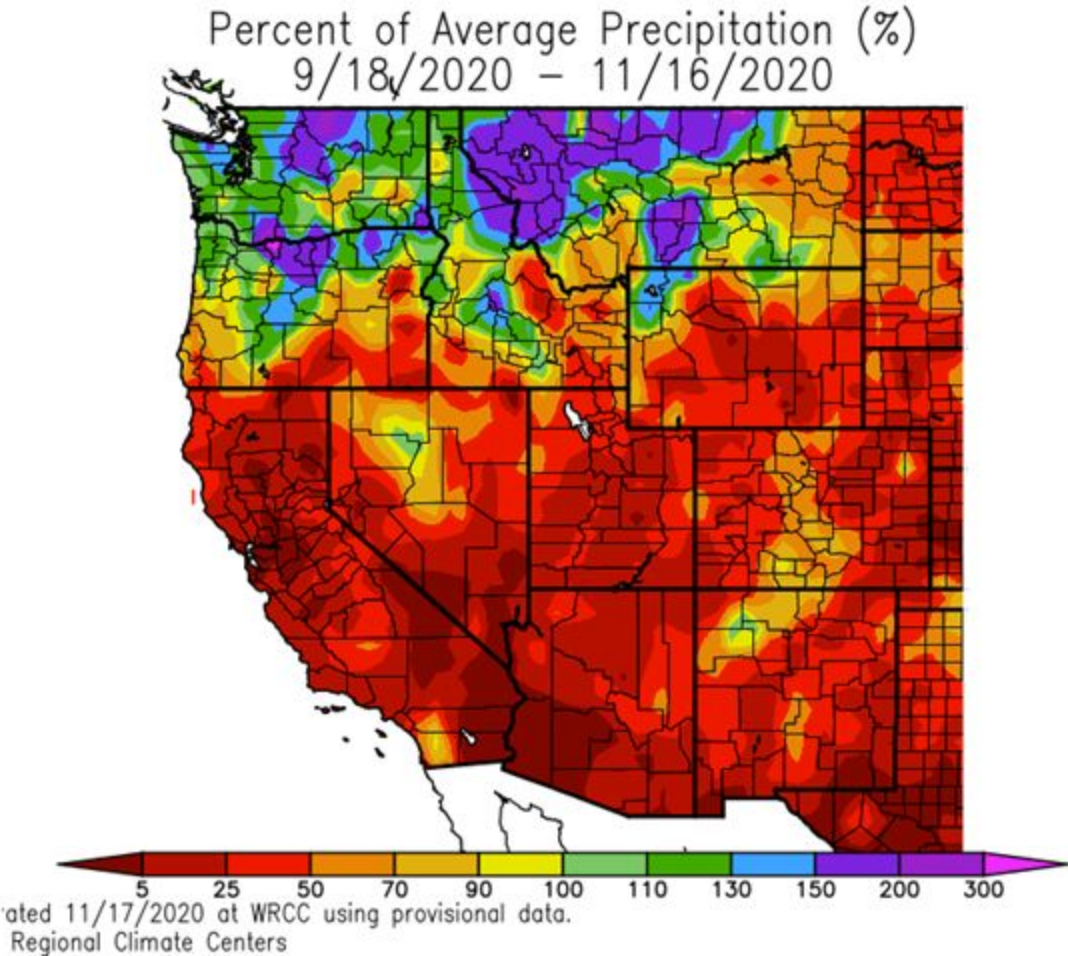 Percent of Average Precipitation (%)
9/18/2020 – 11/16/2020
5 25 50 70 90 100 110 130 150 200 300
ated 11/17/2020 at WRCC using provisional data.
Regional Climate Centers